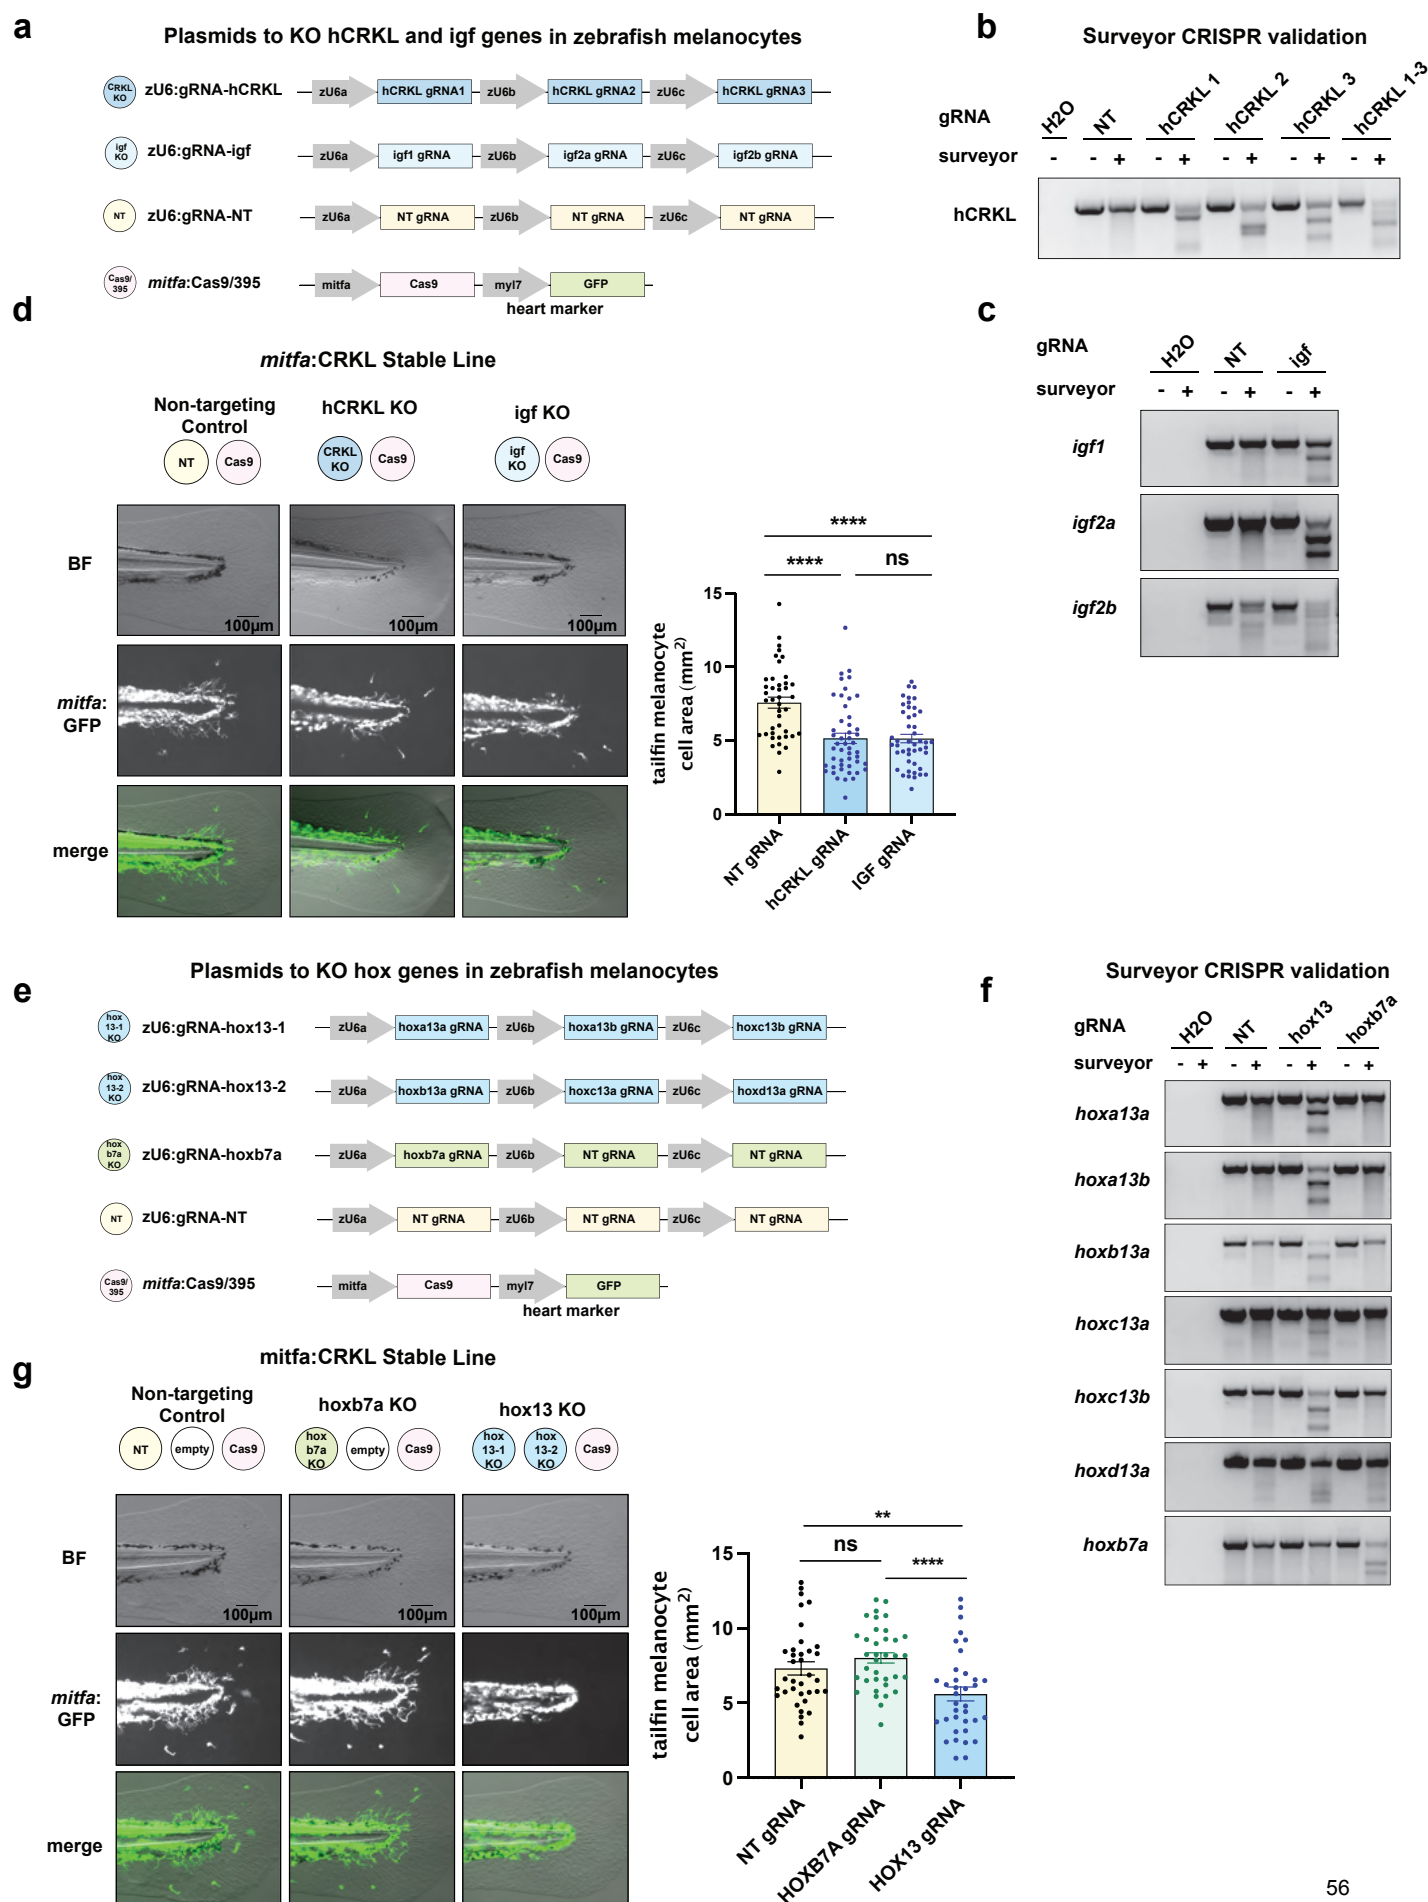 a
Plasmids to KO hCRKL and igf genes in zebrafish melanocytes
CRKL KO
zU6:gRNA-hCRKL
zU6a
hCRKL gRNA1
zU6b
hCRKL gRNA2
zU6c
hCRKL gRNA3
igf KO
zU6:gRNA-igf
zU6a
igf1 gRNA
zU6b
igf2a gRNA
zU6c
igf2b gRNA
NT
zU6:gRNA-NT
zU6a
NT gRNA
zU6b
NT gRNA
zU6c
NT gRNA
Cas9/ 395
mitfa:Cas9/395
mitfa
Cas9
myl7
GFP
heart marker
b
Surveyor CRISPR validation
gRNA
H2O
NT
hCRKL 1
hCRKL 2
hCRKL 3
hCRKL 1-3
surveyor
- - + - + - + - + - +
hCRKL
c
gRNA
H2O
NT
igf
surveyor
- + - + - +
igf1
igf2a
igf2b
d
mitfa:CRKL Stable Line
Non-targeting
Control
hCRKL KO
igf KO
NT
Cas9
CRKL KO
Cas9
igf KO
Cas9
BF
100µm
100µm
100µm
mitfa:
GFP
merge
****
****
ns
tailfin melanocyte
cell area (mm²)
15
10
5
0
NT gRNA
hCRKL gRNA
IGF gRNA
e
Plasmids to KO hox genes in zebrafish melanocytes
hox 13-1 KO
zU6:gRNA-hox13-1
zU6a
hoxa13a gRNA
zU6b
hoxa13b gRNA
zU6c
hoxc13b gRNA
hox 13-2 KO
zU6:gRNA-hox13-2
zU6a
hoxb13a gRNA
zU6b
hoxc13a gRNA
zU6c
hoxd13a gRNA
hox b7a KO
zU6:gRNA-hoxb7a
zU6a
hoxb7a gRNA
zU6b
NT gRNA
zU6c
NT gRNA
NT
zU6:gRNA-NT
zU6a
NT gRNA
zU6b
NT gRNA
zU6c
NT gRNA
Cas9/ 395
mitfa:Cas9/395
mitfa
Cas9
myl7
GFP
heart marker
f
Surveyor CRISPR validation
gRNA
H2O
NT
hox13
hoxb7a
surveyor
- + - + - + - +
hoxa13a
hoxa13b
hoxb13a
hoxc13a
hoxc13b
hoxd13a
hoxb7a
g
mitfa:CRKL Stable Line
Non-targeting
Control
hoxb7a KO
hox13 KO
NT
empty
Cas9
hox b7a KO
empty
Cas9
hox 13-1 KO
hox 13-2 KO
Cas9
BF
100µm
100µm
100µm
mitfa:
GFP
merge
**
ns
****
tailfin melanocyte
cell area (mm²)
15
10
5
0
NT gRNA
HOXB7A gRNA
HOX13 gRNA
56